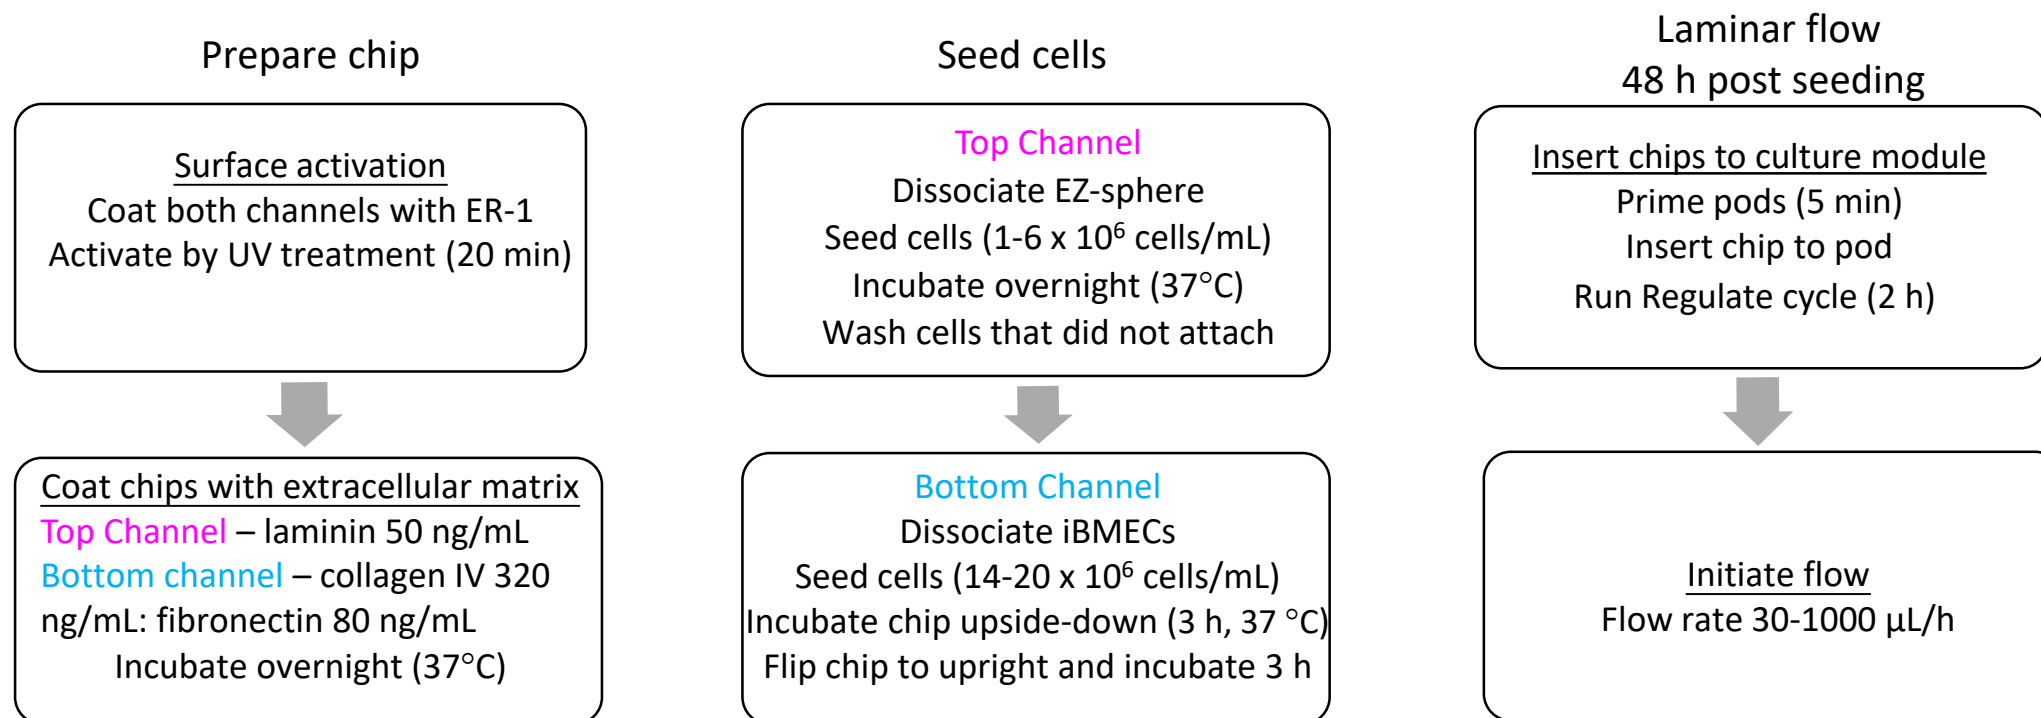 Prepare chip
Surface activation
Coat both channels with ER-1
Activate by UV treatment (20 min)
Coat chips with extracellular matrix
Top Channel – laminin 50 ng/mL
Bottom channel – collagen IV 320
ng/mL: fibronectin 80 ng/mL
Incubate overnight (37°C)
Seed cells
Top Channel
Dissociate EZ-sphere
Seed cells (1-6 x 10⁶ cells/mL)
Incubate overnight (37°C)
Wash cells that did not attach
Bottom Channel
Dissociate iBMECs
Seed cells (14-20 x 10⁶ cells/mL)
Incubate chip upside-down (3 h, 37 °C)
Flip chip to upright and incubate 3 h
Laminar flow
48 h post seeding
Insert chips to culture module
Prime pods (5 min)
Insert chip to pod
Run Regulate cycle (2 h)
Initiate flow
Flow rate 30-1000 µL/h